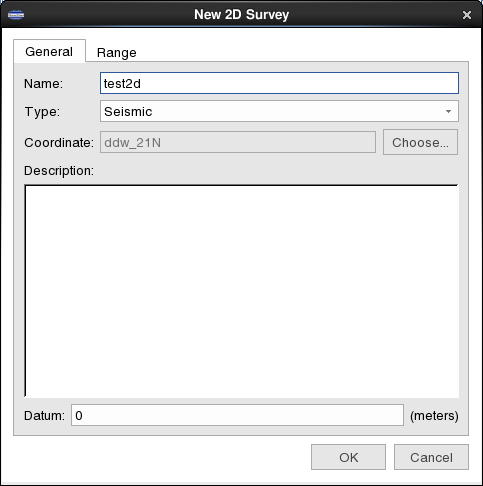 New 2D Survey
General Range
Name: test2d
Type: Seismic
Coordinate: ddw_21N Choose...
Description:
Datum: 0 (meters)
OK Cancel